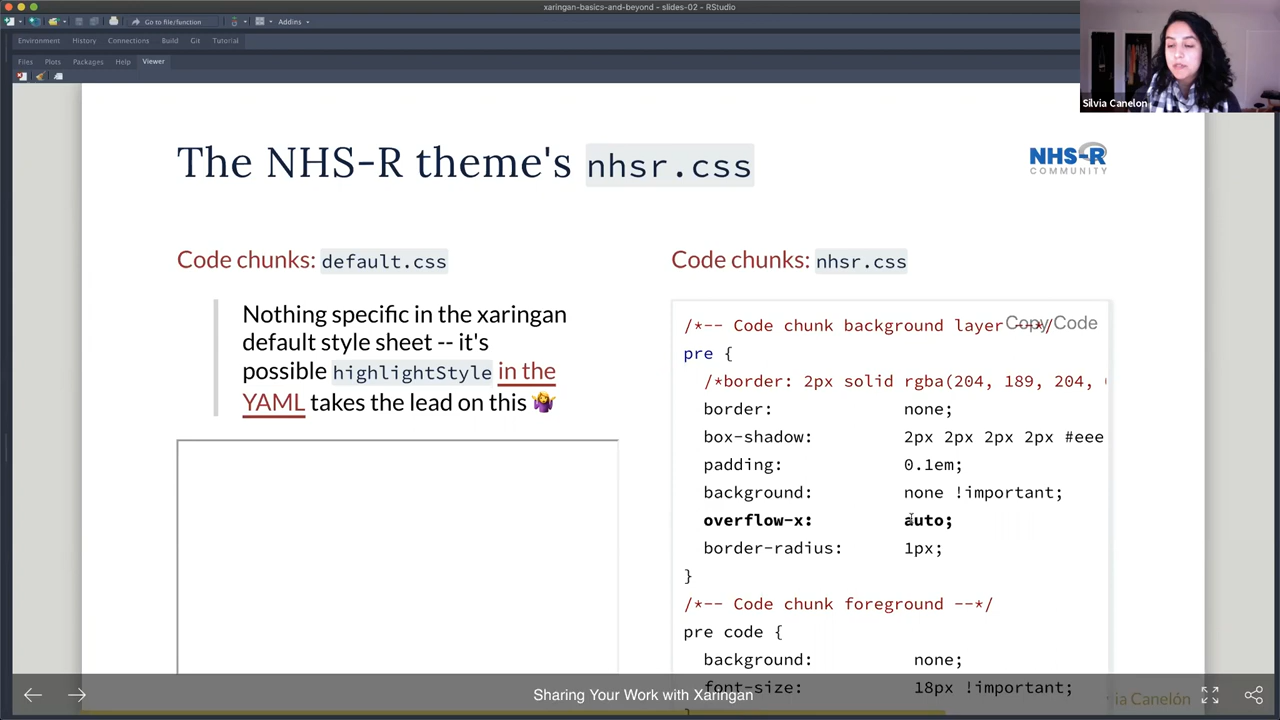 xaringan-basics-and-beyond - slides-02 - RStudio
Go to file/function
Addins
Environment History Connections Build Git Tutorial
Files Plots Packages Help Viewer
Silvia Canelon
The NHS-R theme's nhsr.css
NHS-R
COMMUNITY
Code chunks: default.css
Nothing specific in the xaringan
default style sheet -- it's
possible highlightStyle in the
YAML takes the lead on this 🤷‍♀️
Code chunks: nhsr.css
Copy Code
/*-- Code chunk background layer --*/
pre {
/*border: 2px solid rgba(204, 189, 204,
border: none;
box-shadow: 2px 2px 2px 2px #eee
padding: 0.1em;
background: none !important;
overflow-x: auto;
border-radius: 1px;
}
/*-- Code chunk foreground --*/
pre code {
background: none;
font-size: 18px !important;
}
Sharing Your Work with Xaringan
via Canelón